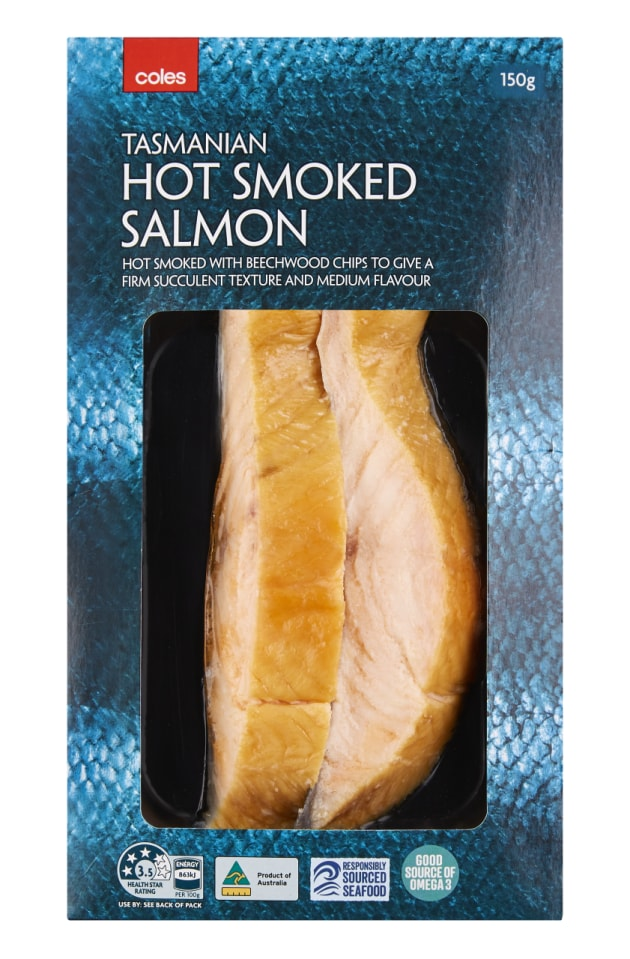 coles
150g
TASMANIAN
HOT SMOKED
SALMON
HOT SMOKED WITH BEECHWOOD CHIPS TO GIVE A
FIRM SUCCULENT TEXTURE AND MEDIUM FLAVOUR
3.5
HEALTH STAR
RATING
ENERGY
863kJ
PER 100g
USE BY: SEE BACK OF PACK
Product of
Australia
RESPONSIBLY
SOURCED
SEAFOOD
GOOD
SOURCE OF
OMEGA 3